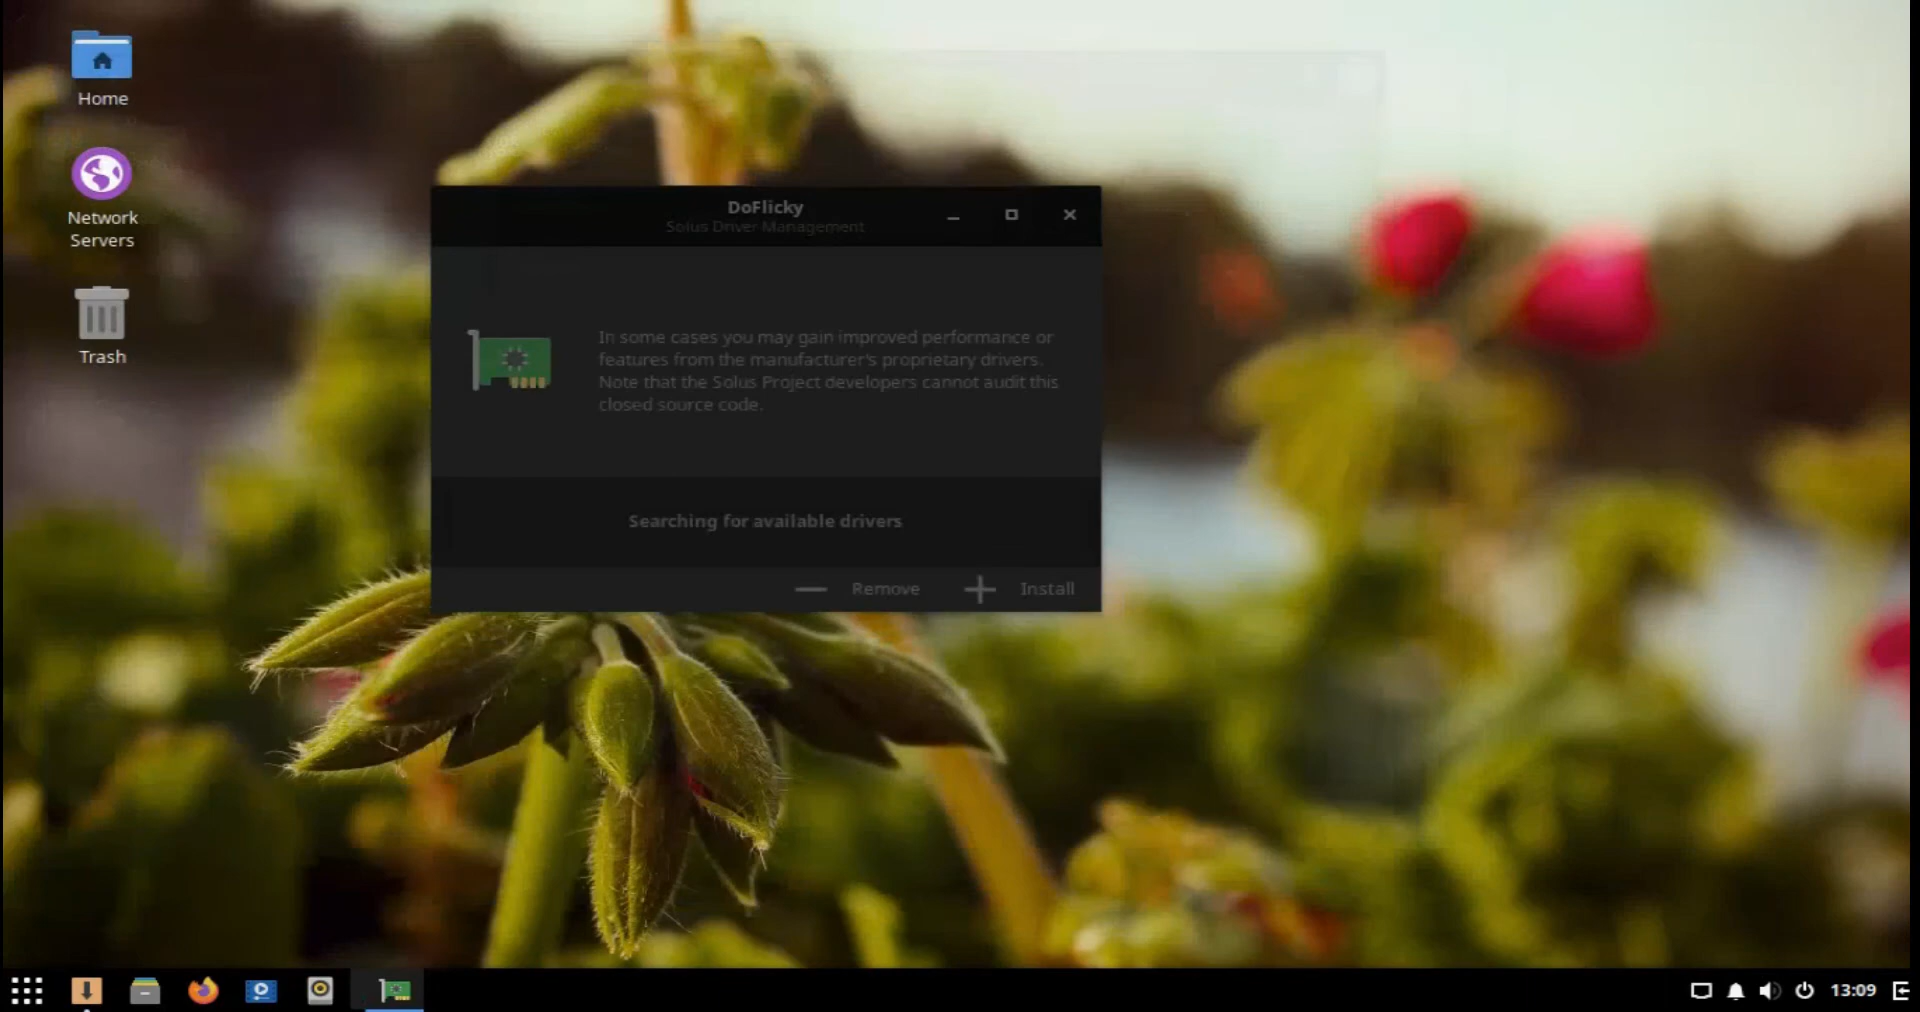 Home
Network
Servers
Trash
DoFlicky
Solus Driver Management
In some cases you may gain improved performance or
features from the manufacturer's proprietary drivers.
Note that the Solus Project developers cannot audit this
closed source code.
Searching for available drivers
Remove
Install
13:09